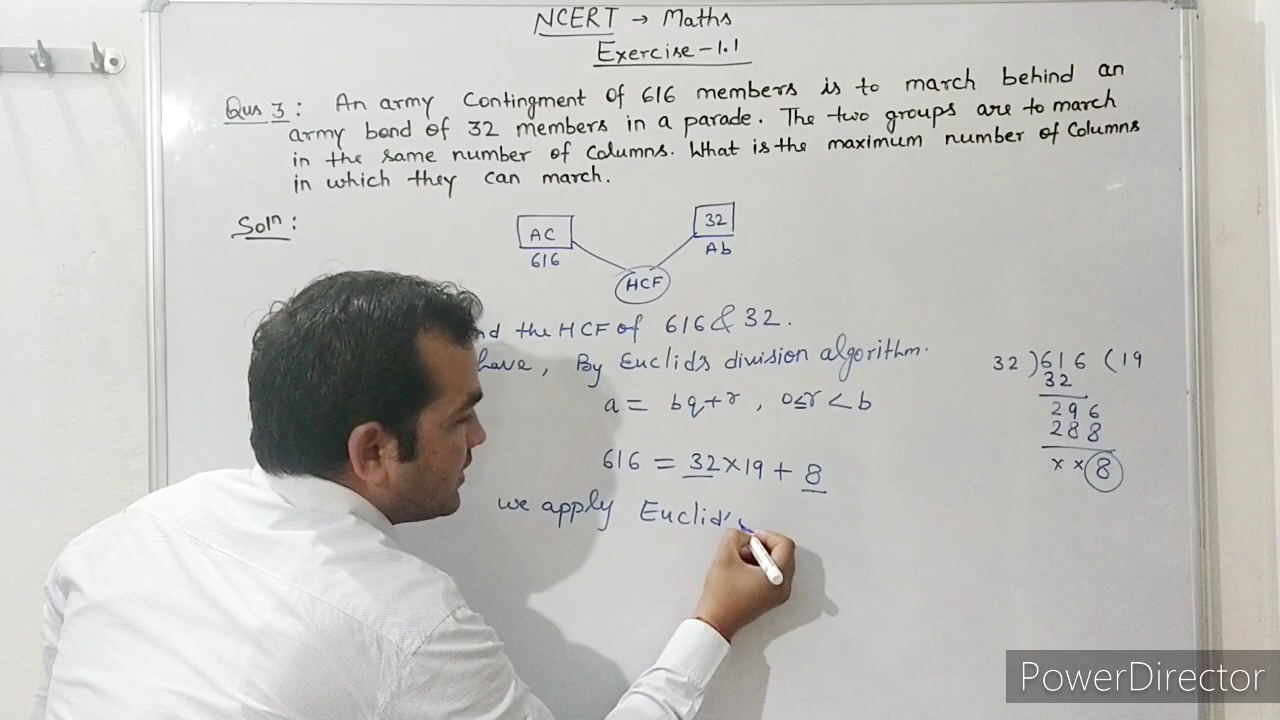 NCERT → Maths
Exercise - 1.1
Qus 3: An army Contingment of 616 members is to march behind an
army band of 32 members in a parade. The two groups are to march
in the same number of Columns. What is the maximum number of Columns
in which they can march.
Solⁿ:
AC
616
32
Ab
HCF
the HCF of 616 & 32.
have, By Euclid's division algorithm.
a = bq + r, 0≤r < b
616 = 32 × 19 + 8
we apply Euclid's
32 ) 616 ( 19
32
296
288
x x 8
PowerDirector